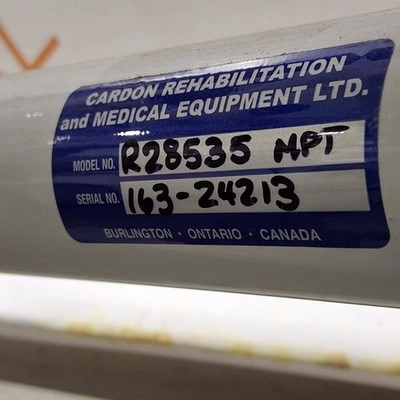 CARDON REHABILITATION
and MEDICAL EQUIPMENT LTD.
MODEL NO. R28535 MPT
SERIAL NO. 163-24213
BURLINGTON · ONTARIO · CANADA